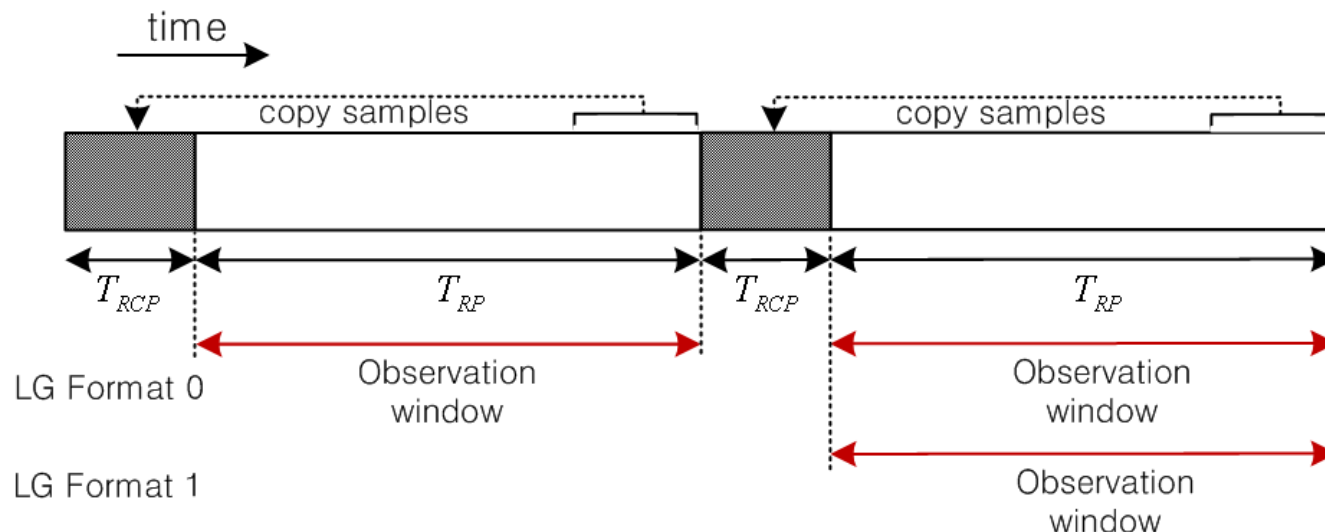 time
copy samples copy samples
T_RCP T_RP T_RCP T_RP
LG Format 0
Observation
window
Observation
window
LG Format 1
Observation
window